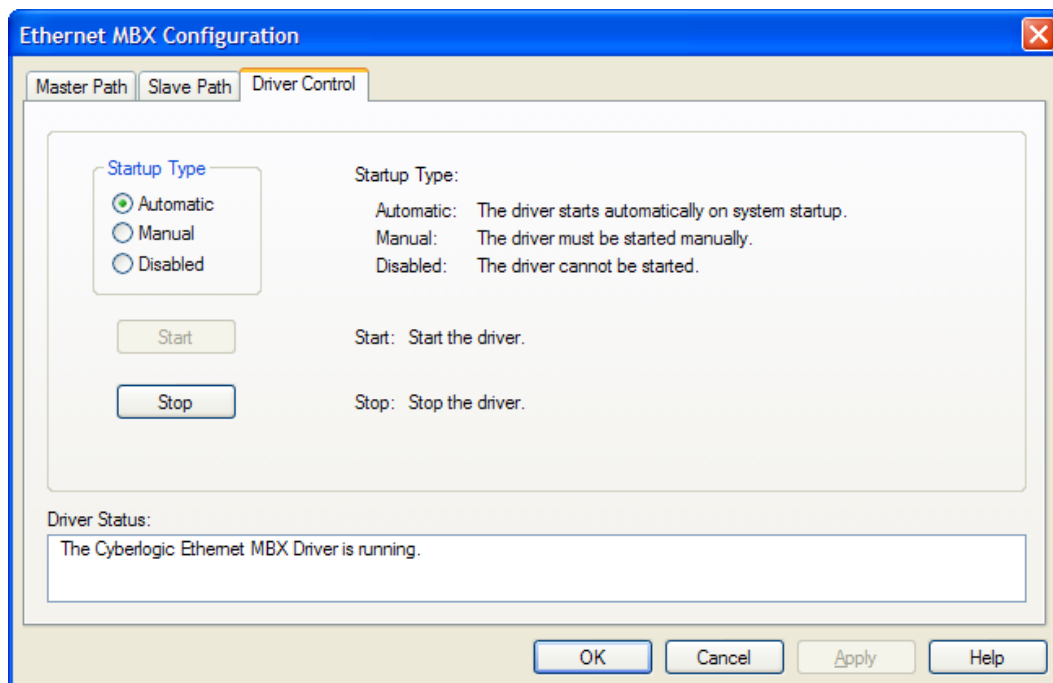 Ethernet MBX Configuration
Master Path Slave Path Driver Control
Startup Type
Automatic
Manual
Disabled
Startup Type:
Automatic: The driver starts automatically on system startup.
Manual: The driver must be started manually.
Disabled: The driver cannot be started.
Start Start: Start the driver.
Stop Stop: Stop the driver.
Driver Status:
The Cyberlogic Ethernet MBX Driver is running.
OK Cancel Apply Help